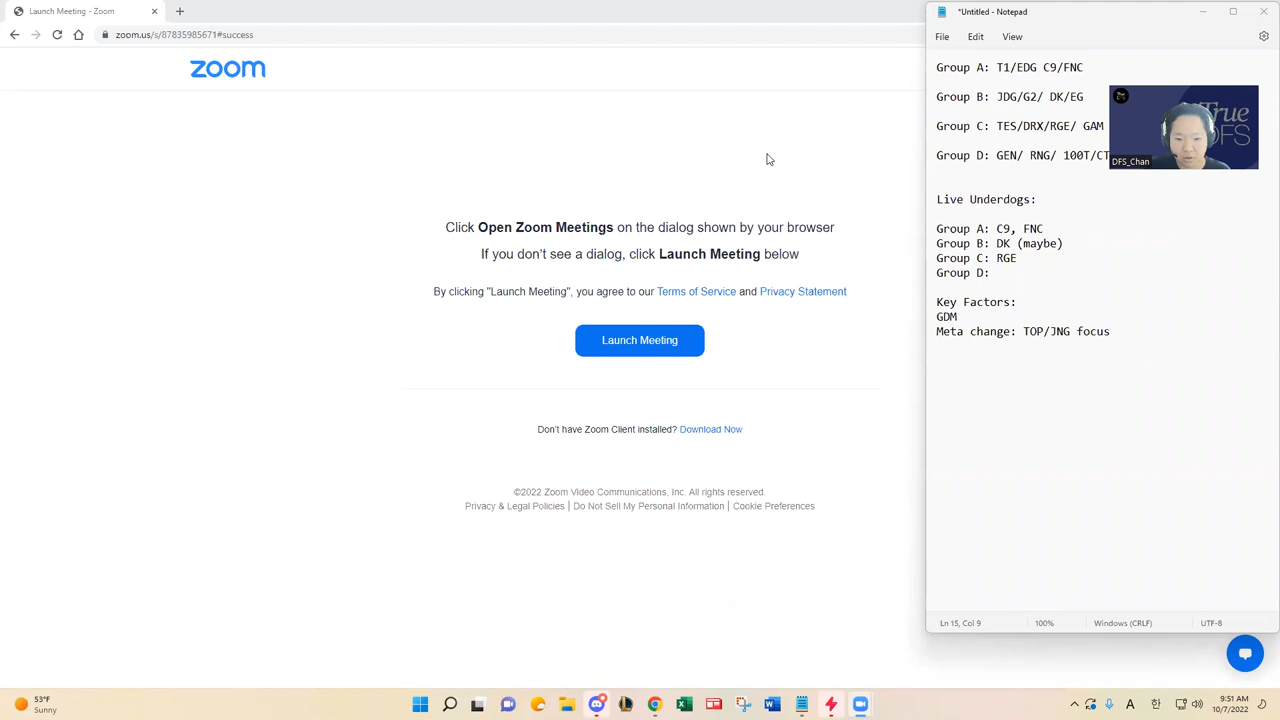 Launch Meeting - Zoom
zoom.us/s/87835985671#success
zoom
Click Open Zoom Meetings on the dialog shown by your browser
If you don't see a dialog, click Launch Meeting below
By clicking "Launch Meeting", you agree to our Terms of Service and Privacy Statement
Launch Meeting
Don't have Zoom Client installed? Download Now
©2022 Zoom Video Communications, Inc. All rights reserved.
Privacy & Legal Policies | Do Not Sell My Personal Information | Cookie Preferences
*Untitled - Notepad
File Edit View
Group A: T1/EDG C9/FNC
Group B: JDG/G2/ DK/EG
Group C: TES/DRX/RGE/ GAM
Group D: GEN/ RNG/ 100T/CT
True
DFS
DFS_Chan
Live Underdogs:
Group A: C9, FNC
Group B: DK (maybe)
Group C: RGE
Group D:
Key Factors:
GDM
Meta change: TOP/JNG focus
Ln 15, Col 9 100% Windows (CRLF) UTF-8
53°F
Sunny
A 한
9:51 AM
10/7/2022